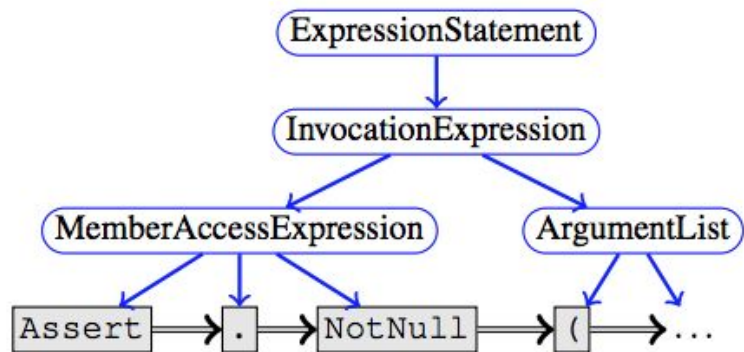 ExpressionStatement
InvocationExpression
MemberAccessExpression ArgumentList
Assert . NotNull ( ...